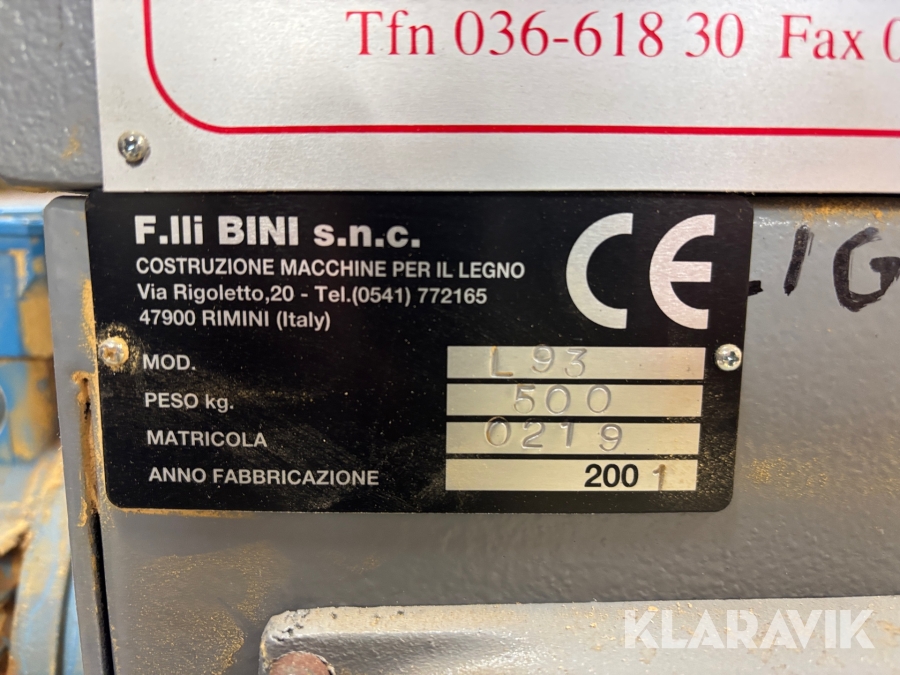 Tfn 036-618 30 Fax 0
F.lli BINI s.n.c.
COSTRUZIONE MACCHINE PER IL LEGNO
Via Rigoletto,20 - Tel.(0541) 772165
47900 RIMINI (Italy)
CE
MOD. L 93
PESO kg. 500
MATRICOLA 0219
ANNO FABBRICAZIONE 2001
KLARAVIK